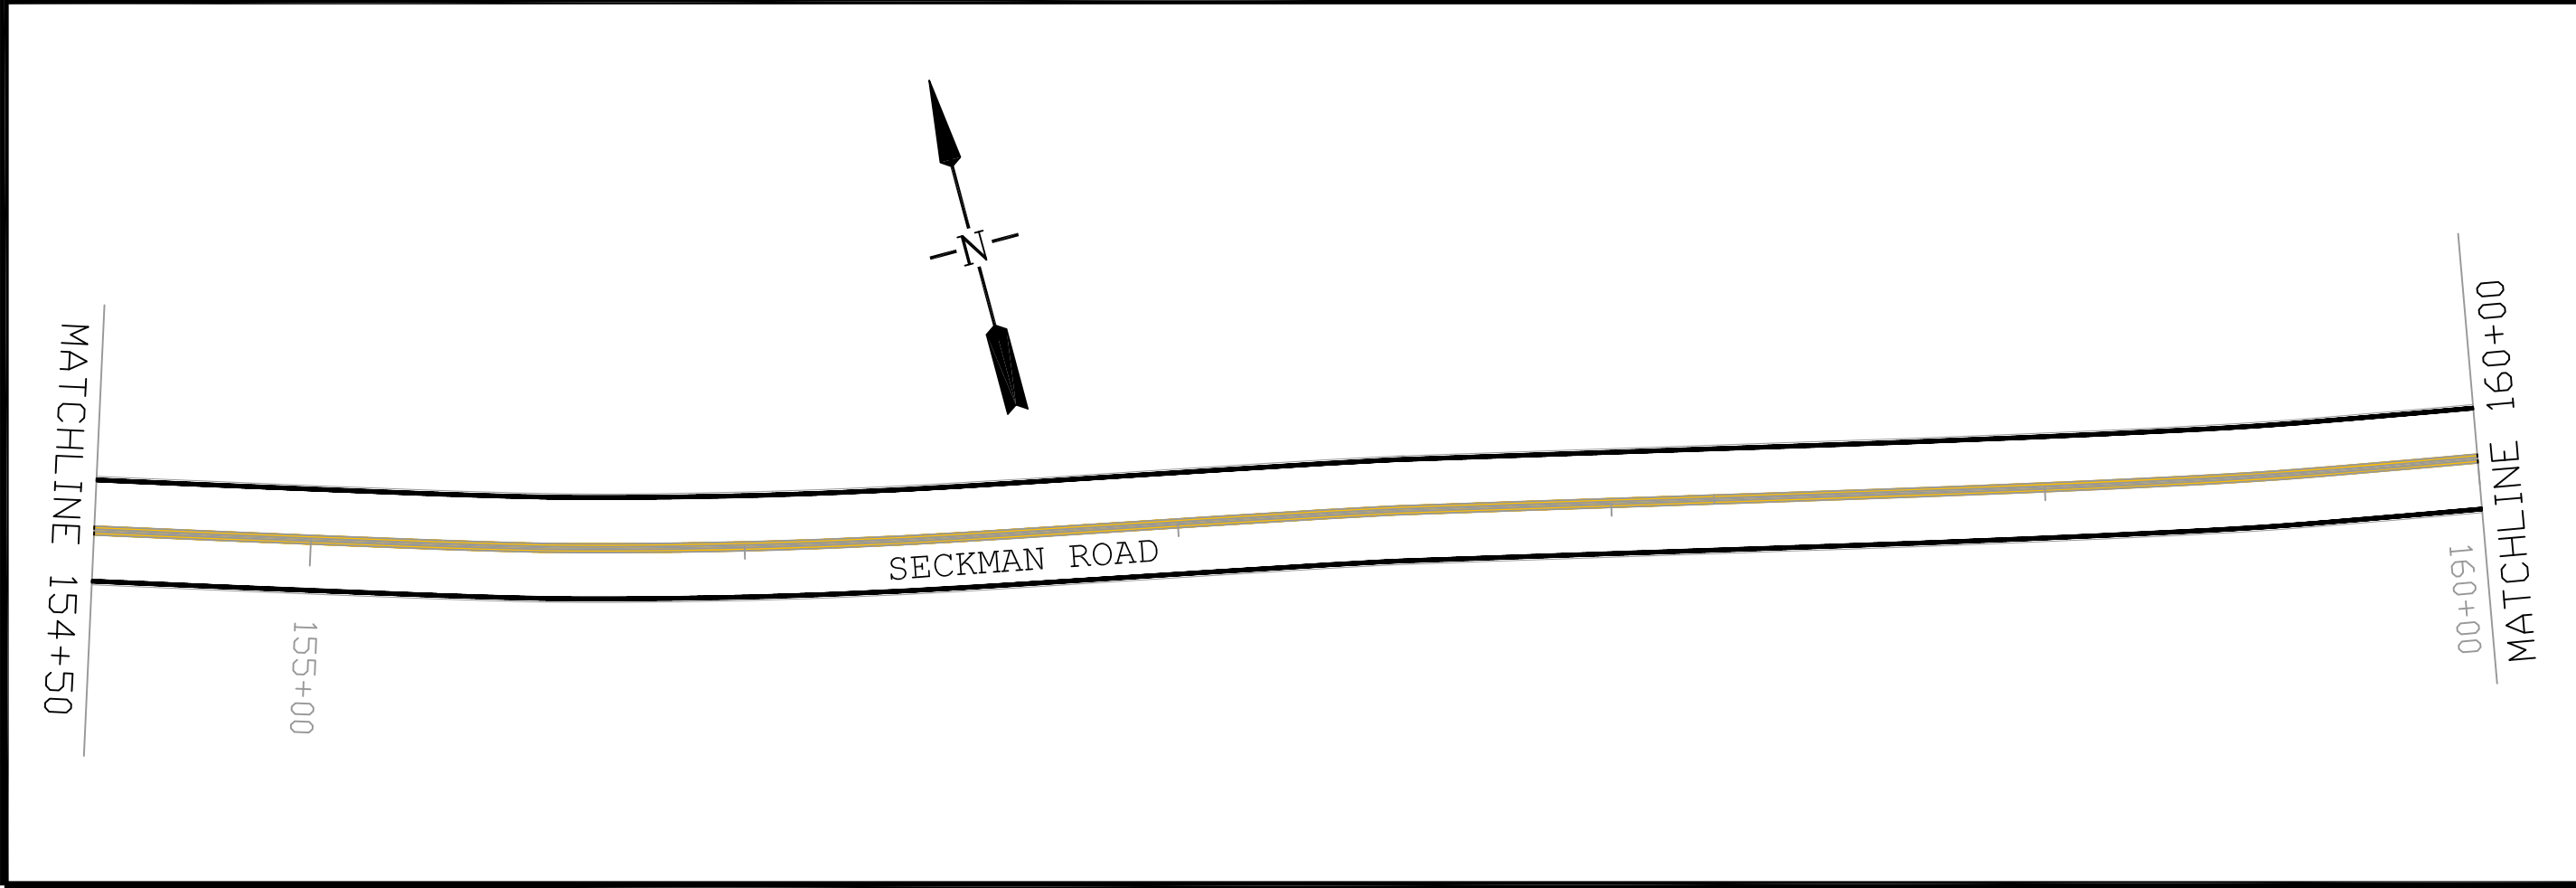 N
MATCHLINE 154+50
MATCHLINE 160+00
SECKMAN ROAD
155+00
160+00